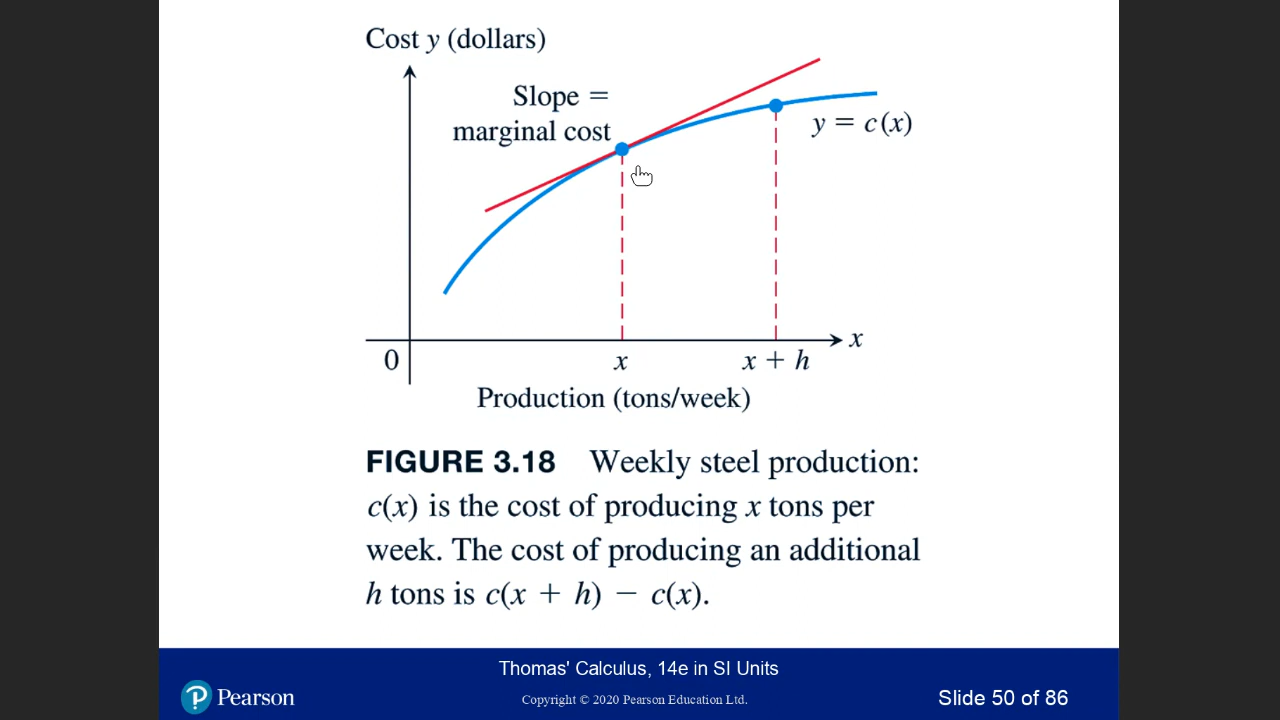 Cost y (dollars)
Slope =
marginal cost
y = c(x)
x
0
x
x + h
Production (tons/week)
FIGURE 3.18 Weekly steel production:
c(x) is the cost of producing x tons per
week. The cost of producing an additional
h tons is c(x + h) − c(x).
Thomas' Calculus, 14e in SI Units
P Pearson
Copyright © 2020 Pearson Education Ltd.
Slide 50 of 86